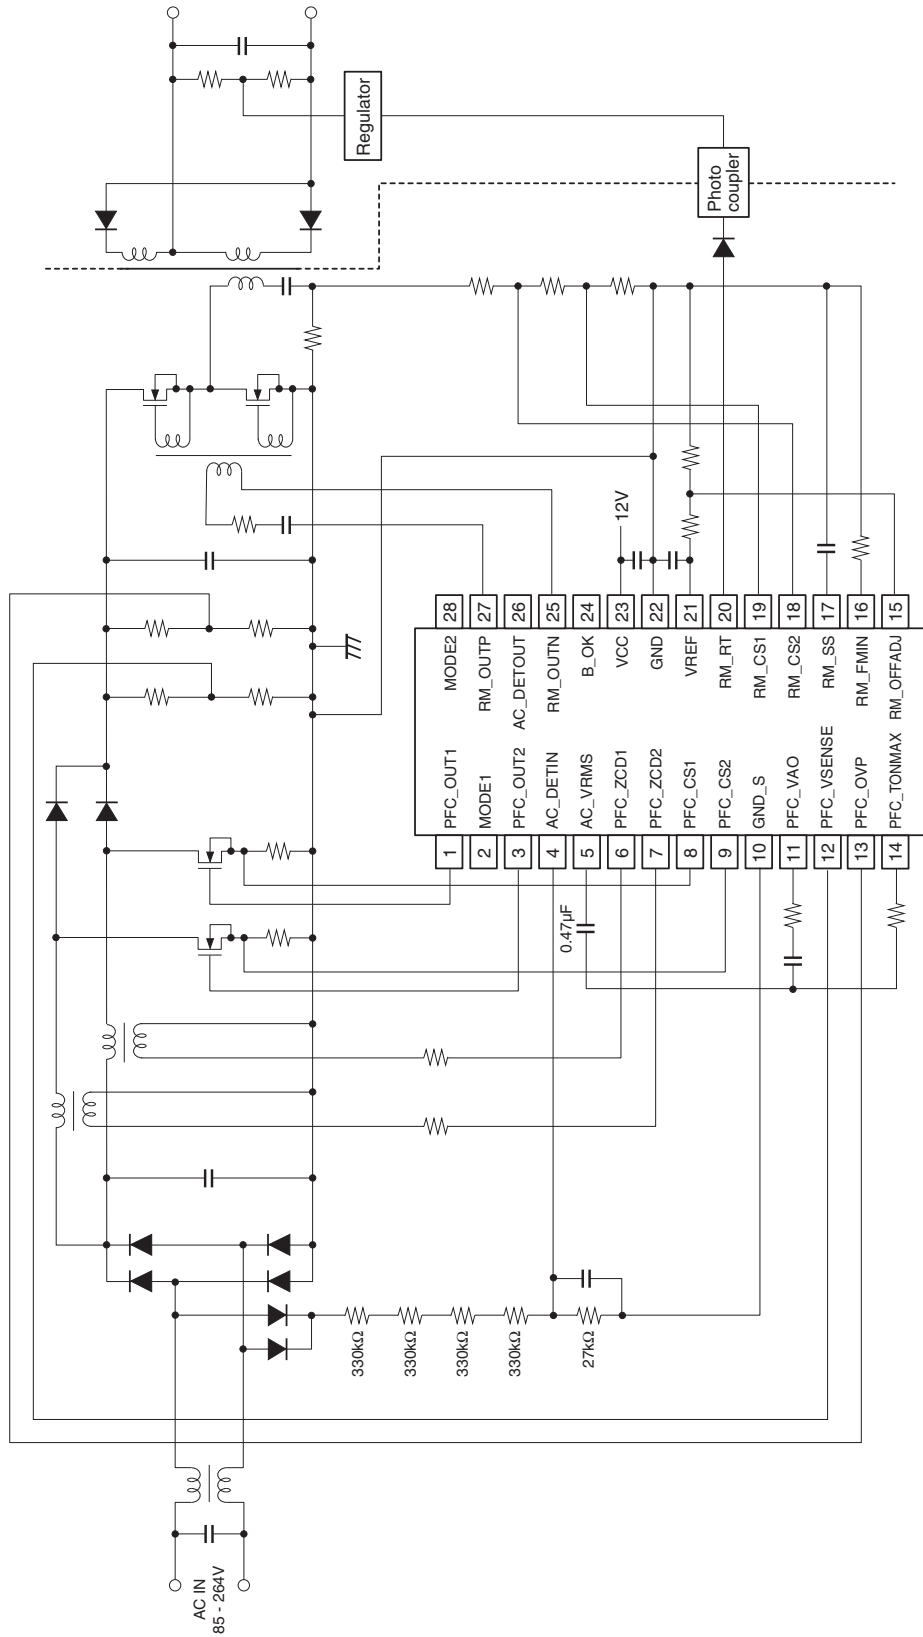 AC IN
85 - 264V
330kΩ
330kΩ
330kΩ
330kΩ
27kΩ
0.47μF
12V
Regulator
Photo
coupler
1 PFC_OUT1
2 MODE1
3 PFC_OUT2
4 AC_DETIN
5 AC_VRMS
6 PFC_ZCD1
7 PFC_ZCD2
8 PFC_CS1
9 PFC_CS2
10 GND_S
11 PFC_VAO
12 PFC_VSENSE
13 PFC_OVP
14 PFC_TONMAX
MODE2 28
RM_OUTP 27
AC_DETOUT 26
RM_OUTN 25
B_OK 24
VCC 23
GND 22
VREF 21
RM_RT 20
RM_CS1 19
RM_CS2 18
RM_SS 17
RM_FMIN 16
RM_OFFADJ 15